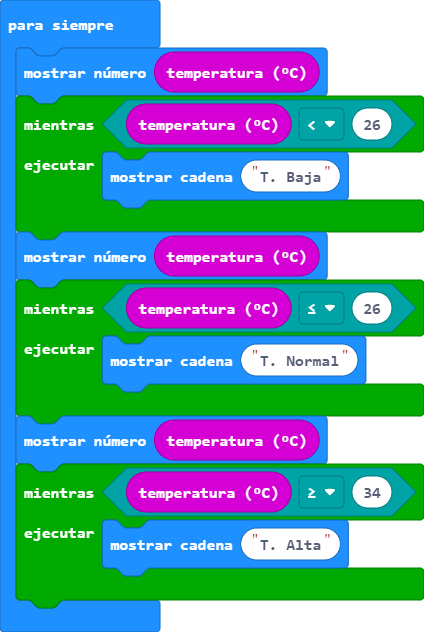 para siempre
mostrar número temperatura (ºC)
mientras temperatura (ºC) < 26
ejecutar mostrar cadena "T. Baja"
mostrar número temperatura (ºC)
mientras temperatura (ºC) ≤ 26
ejecutar mostrar cadena "T. Normal"
mostrar número temperatura (ºC)
mientras temperatura (ºC) ≥ 34
ejecutar mostrar cadena "T. Alta"